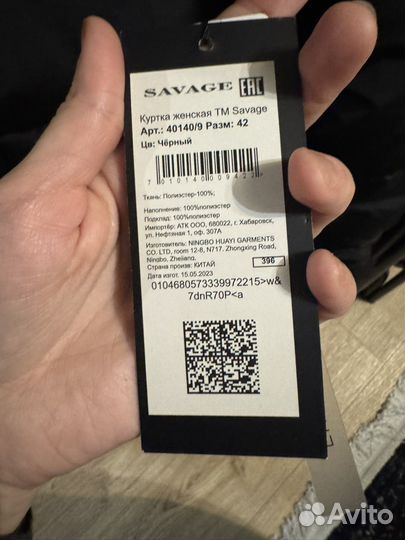 SAVAGE EAC
Куртка женская ТМ Savage
Арт.: 40140/9 Разм: 42
Цв: Чёрный
Ткань: Полиэстер-100%;
Наполнение: 100%полиэстер
Подклад: 100%полиэстер
Импортёр: АТК ООО, 680022, г. Хабаровск,
ул. Нефтяная 1, оф. 307А
Изготовитель: NINGBO HUAYI GARMENTS
CO. LTD, room 12-8, N717. Zhongxing Road,
Ningbo, Zhejiang.
Страна произв: КИТАЙ 396
Дата изгот: 15.05.2023
0104680573339972215>w&
7dnR70P<a
Avito